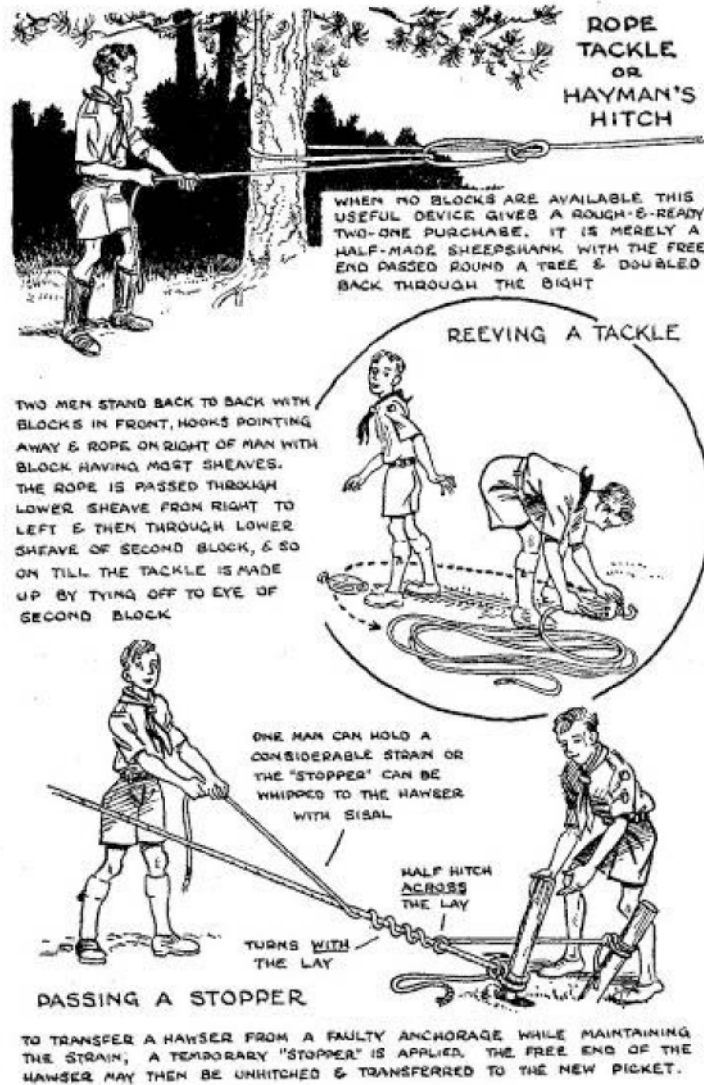 ROPE
TACKLE
OR
HAYMAN'S
HITCH
WHEN NO BLOCKS ARE AVAILABLE THIS
USEFUL DEVICE GIVES A ROUGH-&-READY
TWO-ONE PURCHASE. IT IS MERELY A
HALF-MADE SHEEPSHANK WITH THE FREE
END PASSED ROUND A TREE & DOUBLED
BACK THROUGH THE BIGHT
REEVING A TACKLE
TWO MEN STAND BACK TO BACK WITH
BLOCKS IN FRONT, HOOKS POINTING
AWAY & ROPE ON RIGHT OF MAN WITH
BLOCK HAVING MOST SHEAVES.
THE ROPE IS PASSED THROUGH
LOWER SHEAVE FROM RIGHT TO
LEFT & THEN THROUGH LOWER
SHEAVE OF SECOND BLOCK, & SO
ON TILL THE TACKLE IS MADE
UP BY TYING OFF TO EYE OF
SECOND BLOCK
ONE MAN CAN HOLD A
CONSIDERABLE STRAIN OR
THE "STOPPER" CAN BE
WHIPPED TO THE HAWSER
WITH SISAL
HALF HITCH
ACROSS
THE LAY
TURNS WITH
THE LAY
PASSING A STOPPER
TO TRANSFER A HAWSER FROM A FAULTY ANCHORAGE WHILE MAINTAINING
THE STRAIN; A TEMPORARY "STOPPER" IS APPLIED. THE FREE END OF THE
HAWSER MAY THEN BE UNHITCHED & TRANSFERRED TO THE NEW PICKET.